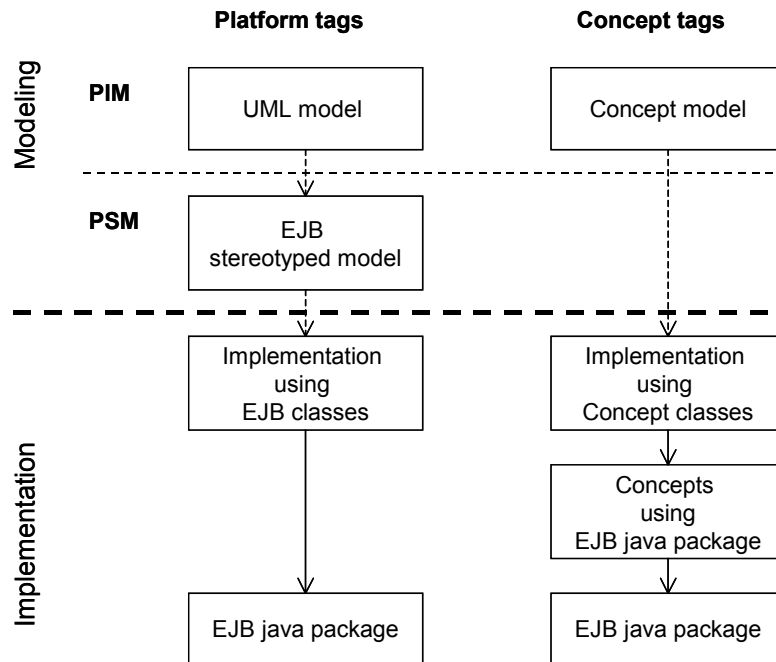 Platform tags
Concept tags
Modeling
PIM
UML model
Concept model
PSM
EJB
stereotyped model
Implementation
Implementation
using
EJB classes
Implementation
using
Concept classes
Concepts
using
EJB java package
EJB java package
EJB java package